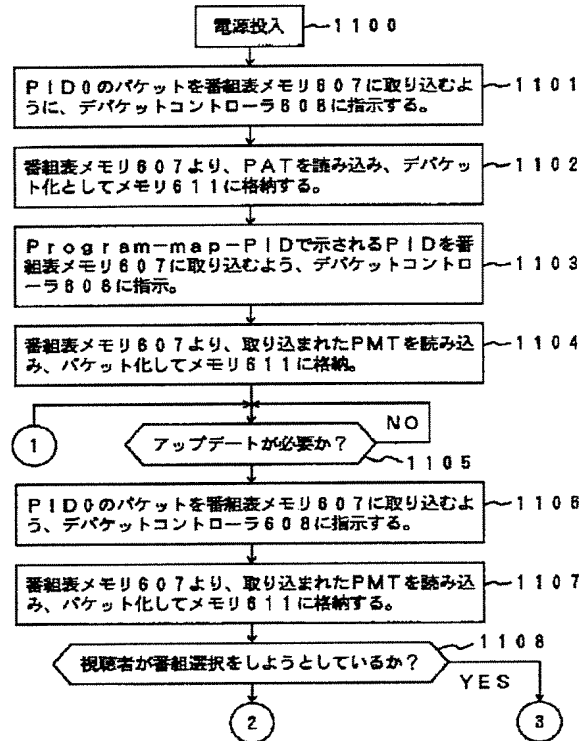 電源投入 1100
PID0のパケットを番組表メモリ607に取り込むよ
うに、デパケットコントローラ608に指示する。 1101
番組表メモリ607より、PATを読み込み、デパケッ
ト化としてメモリ611に格納する。 1102
Program-map-PIDで示されるPIDを番
組表メモリ607に取り込むよう、デパケットコントロ
ーラ608に指示。 1103
番組表メモリ607より、取り込まれたPMTを読み込
み、パケット化してメモリ611に格納。 1104
1
NO
アップデートが必要か?
1105
PID0のパケットを番組表メモリ607に取り込むよ
う、デパケットコントローラ608に指示する。 1106
番組表メモリ607より、取り込まれたPMTを読み込
み、パケット化してメモリ611に格納する。 1107
1108
視聴者が番組選択をしようとしているか?
YES
2
3